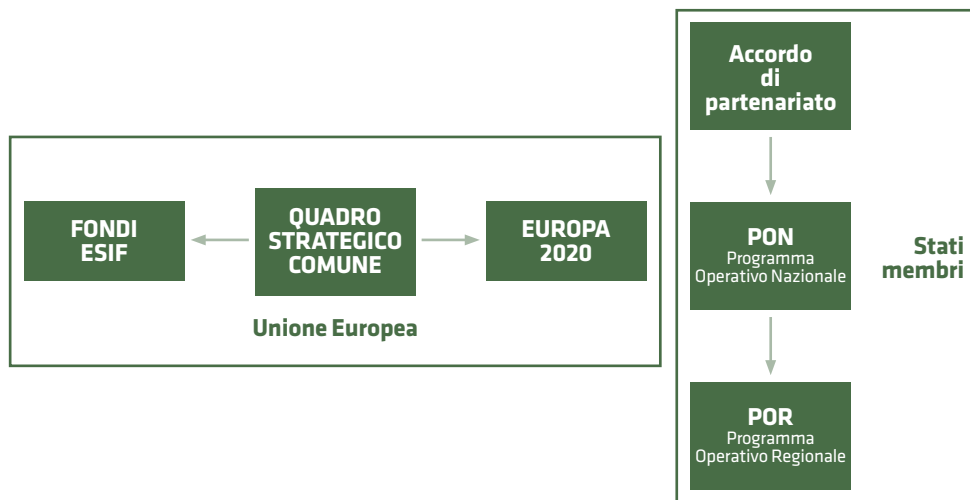 FONDI
ESIF
QUADRO
STRATEGICO
COMUNE
EUROPA
2020
Unione Europea
Accordo
di
partenariato
PON
Programma
Operativo Nazionale
POR
Programma
Operativo Regionale
Stati
membri